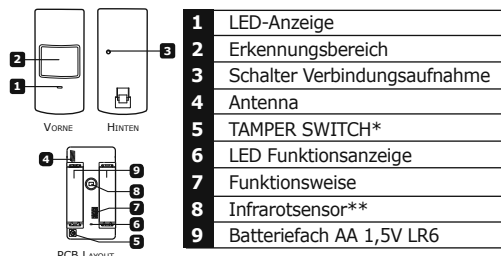 2
1
3
VORNE
HINTEN
4
9
8
7
6
5
PCB LAYOUT
1 LED-Anzeige
2 Erkennungsbereich
3 Schalter Verbindungsaufnahme
4 Antenna
5 TAMPER SWITCH*
6 LED Funktionsanzeige
7 Funktionsweise
8 Infrarotsensor**
9 Batteriefach AA 1,5V LR6